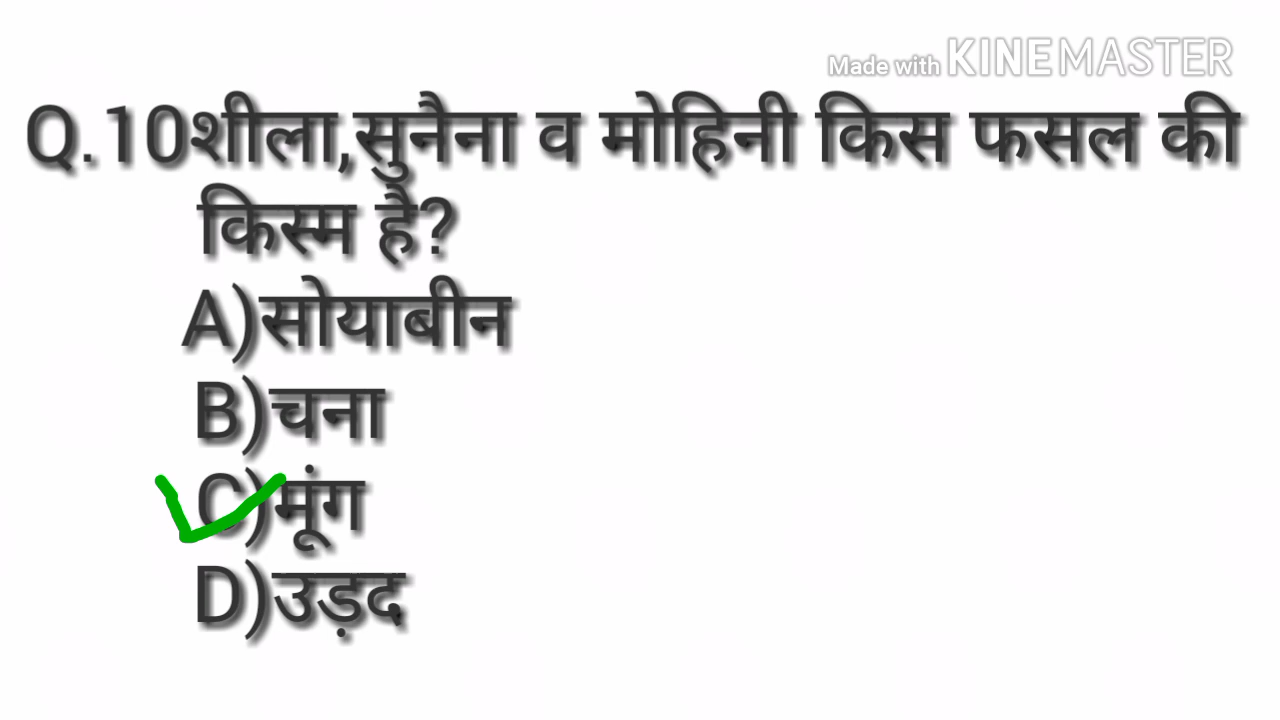 Made with KINEMASTER
Q.10शीला,सुनैना व मोहिनी किस फसल की
किस्म है?
A)सोयाबीन
B)चना
C)मूंग
D)उड़द